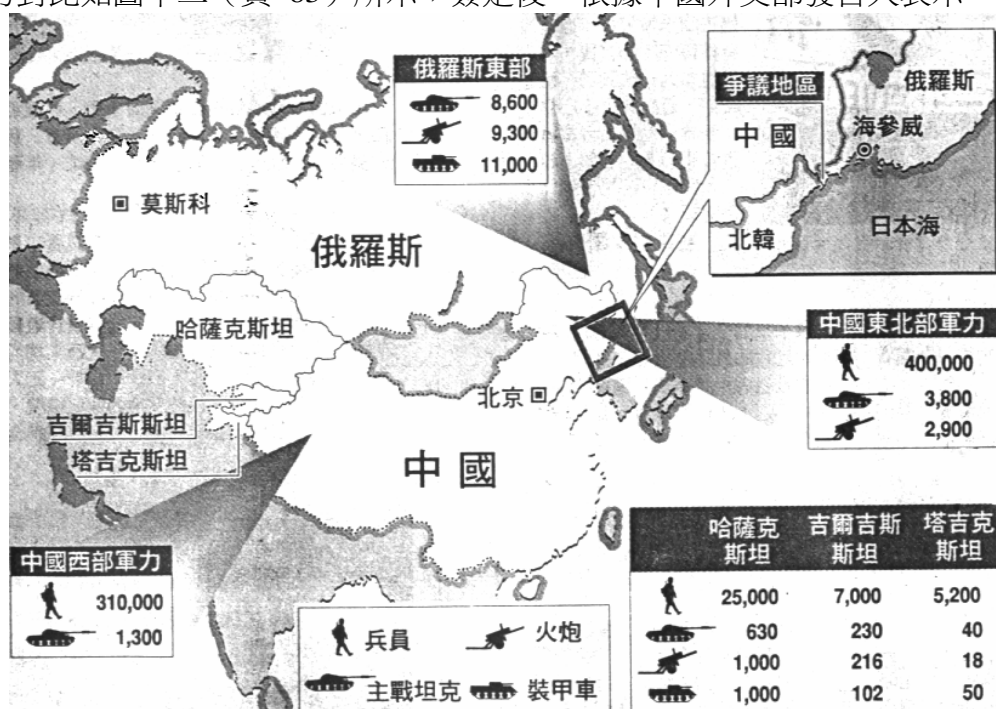 俄羅斯東部
8,600
9,300
11,000
爭議地區
俄羅斯
中國
海參威
北韓
日本海
莫斯科
俄羅斯
哈薩克斯坦
吉爾吉斯斯坦
塔吉克斯坦
北京
中國
中國東北部軍力
400,000
3,800
2,900
中國西部軍力
310,000
1,300
兵員
火炮
主戰坦克
裝甲車
哈薩克斯坦 吉爾吉斯斯坦 塔吉克斯坦
25,000 7,000 5,200
630 230 40
1,000 216 18
1,000 102 50